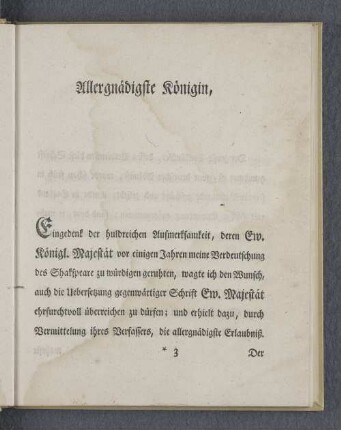 Allergnädigste Königin,
Eingedenk der huldreichen Aufmerksamkeit, deren Ew.
Königl. Majestät vor einigen Jahren meine Verdeutschung
des Shakspeare zu würdigen geruhten, wagte ich den Wunsch,
auch die Uebersetzung gegenwärtiger Schrift Ew. Majestät
ehrfurchtvoll überreichen zu dürfen; und erhielt dazu, durch
Vermittelung ihres Verfassers, die allergnädigste Erlaubniß.
* 3 Der